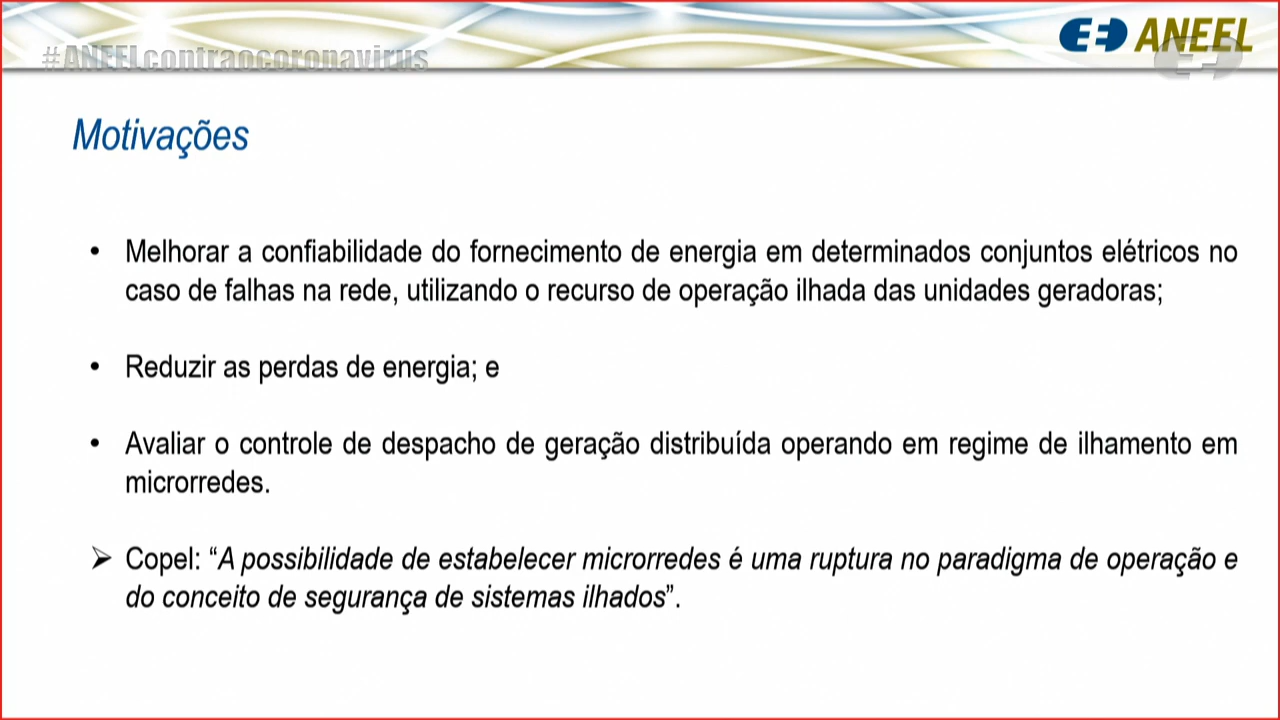 ANEEL
#ANEELcontraocoronavirus
Motivações
• Melhorar a confiabilidade do fornecimento de energia em determinados conjuntos elétricos no
caso de falhas na rede, utilizando o recurso de operação ilhada das unidades geradoras;
• Reduzir as perdas de energia; e
• Avaliar o controle de despacho de geração distribuída operando em regime de ilhamento em
microrredes.
➢ Copel: “A possibilidade de estabelecer microrredes é uma ruptura no paradigma de operação e
do conceito de segurança de sistemas ilhados”.